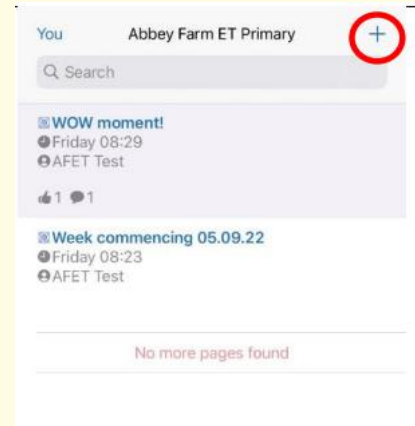 You Abbey Farm ET Primary +
Search
WOW moment!
Friday 08:29
AFET Test
1 1
Week commencing 05.09.22
Friday 08:23
AFET Test
No more pages found